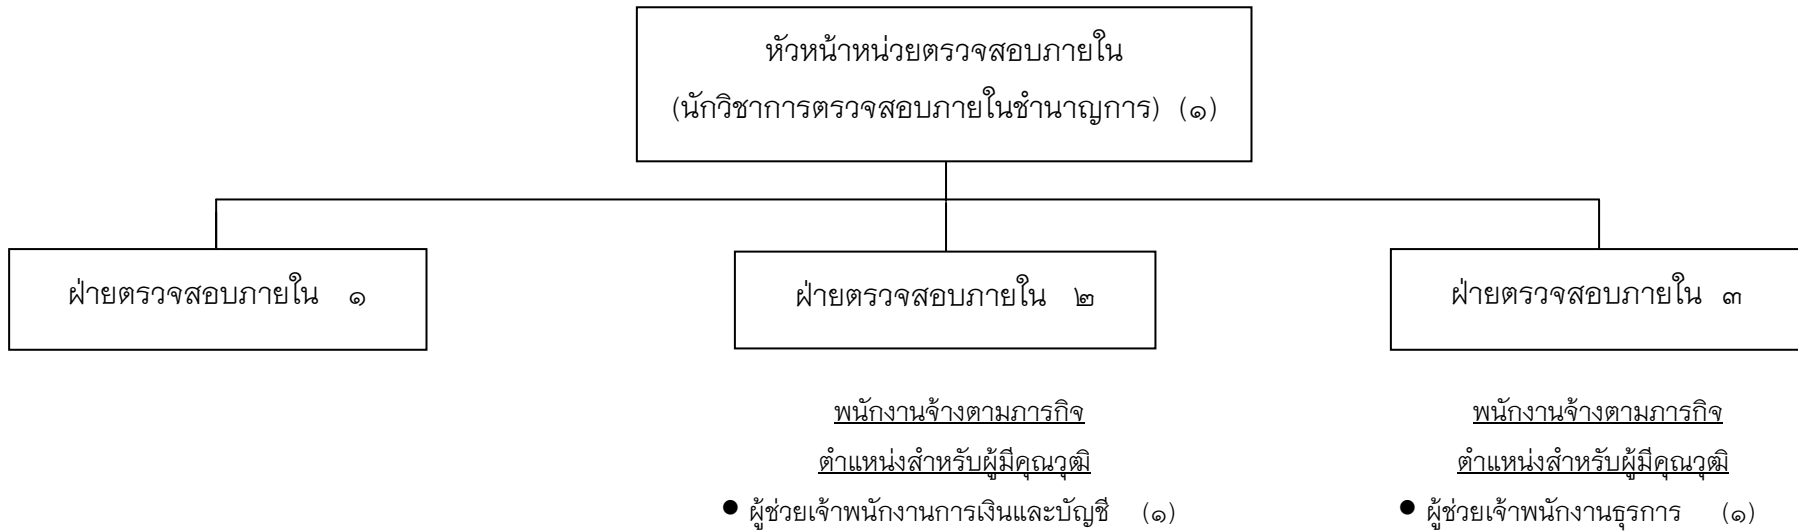 หัวหน้าหน่วยตรวจสอบภายใน
(นักวิชาการตรวจสอบภายในชำนาญการ) (๑)
ฝ่ายตรวจสอบภายใน ๑
ฝ่ายตรวจสอบภายใน ๒
ฝ่ายตรวจสอบภายใน ๓
พนักงานจ้างตามภารกิจ
ตำแหน่งสำหรับผู้มีคุณวุฒิ
● ผู้ช่วยเจ้าพนักงานการเงินและบัญชี (๑)
พนักงานจ้างตามภารกิจ
ตำแหน่งสำหรับผู้มีคุณวุฒิ
● ผู้ช่วยเจ้าพนักงานธุรการ (๑)